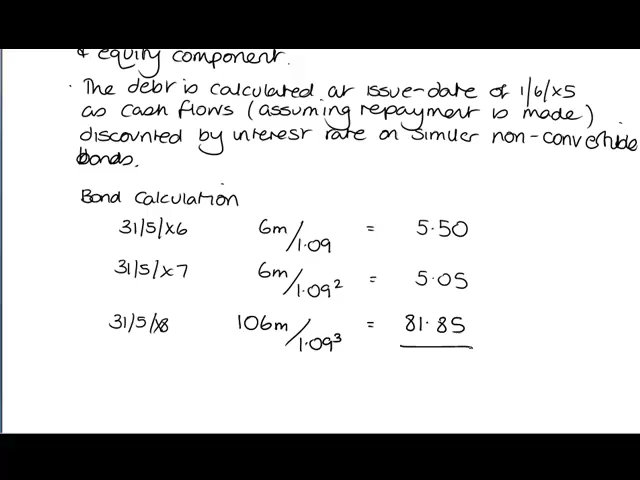 & equity component.
· The debt is calculated at issue-date of 1/6/x5
as cash flows (assuming repayment is made)
discounted by interest rate on similar non-convertible
bonds.
Bond Calculation
31/5/x6 6m/1.09 = 5.50
31/5/x7 6m/1.09² = 5.05
31/5/x8 106m/1.09³ = 81.85